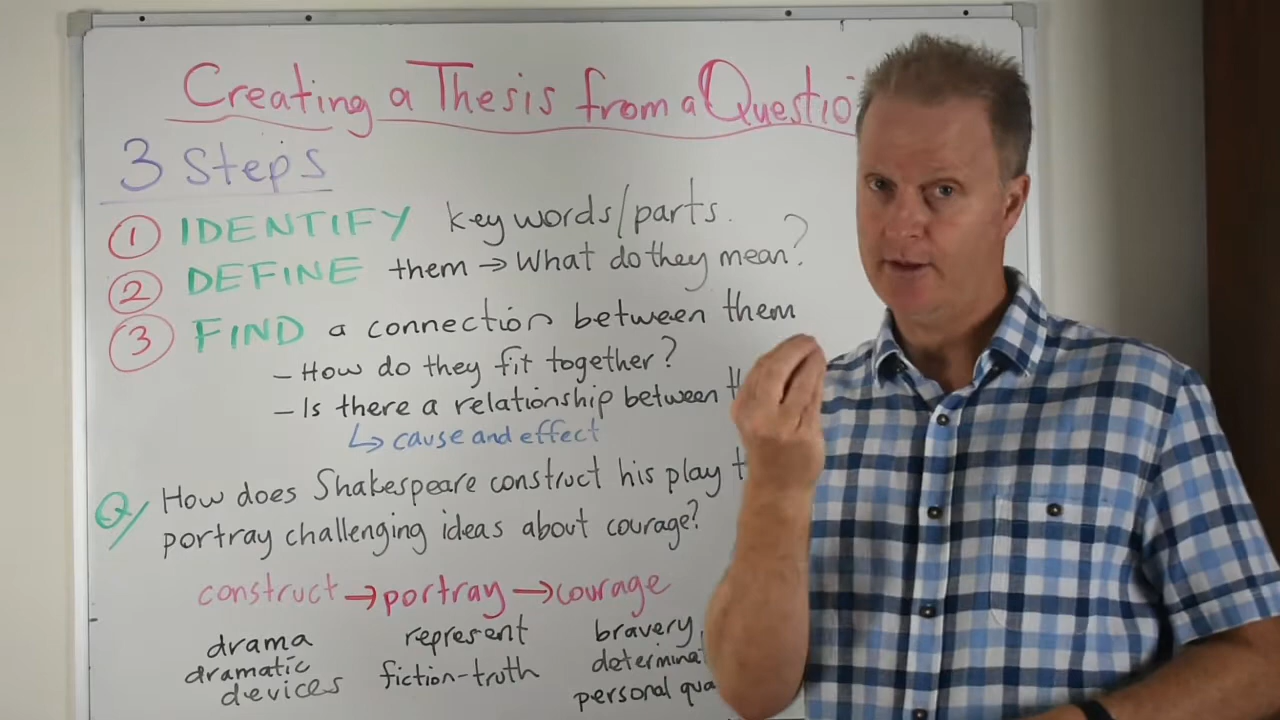 Creating a Thesis from a Questio
3 Steps
1 IDENTIFY key words/parts.
2 DEFINE them → What do they mean?
3 FIND a connection between them
- How do they fit together?
- Is there a relationship between
↳ cause and effect
Q/ How does Shakespeare construct his play
portray challenging ideas about courage?
construct → portray → courage
drama represent bravery,
dramatic fiction-truth
devices personal